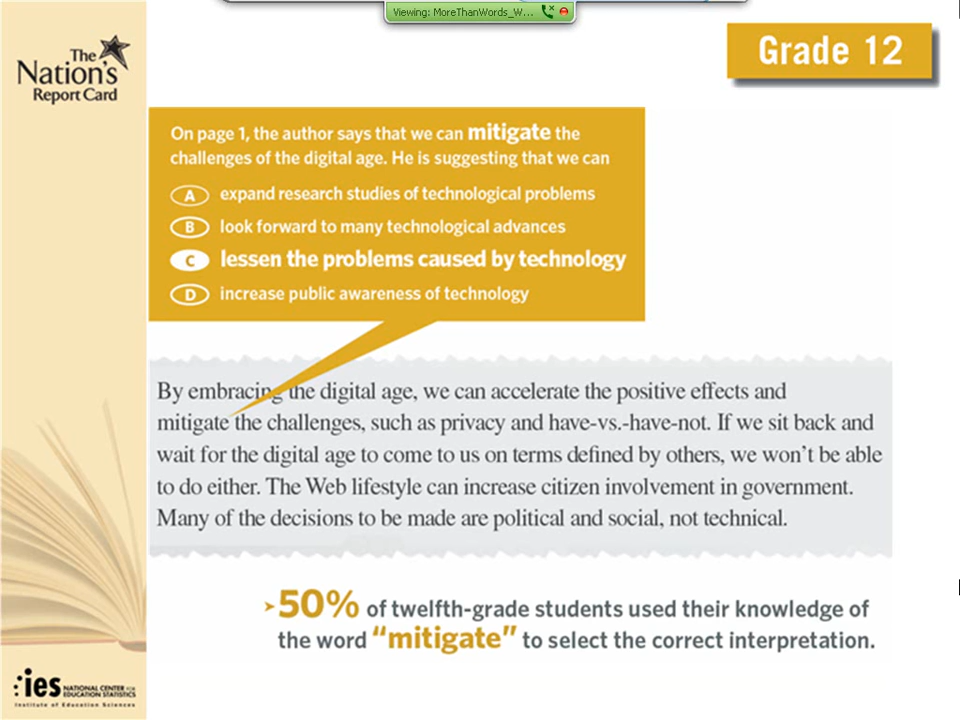 Viewing: MoreThanWords_W...
The
Nation's
Report Card
Grade 12
On page 1, the author says that we can mitigate the
challenges of the digital age. He is suggesting that we can
A expand research studies of technological problems
B look forward to many technological advances
C lessen the problems caused by technology
D increase public awareness of technology
By embracing the digital age, we can accelerate the positive effects and
mitigate the challenges, such as privacy and have-vs.-have-not. If we sit back and
wait for the digital age to come to us on terms defined by others, we won't be able
to do either. The Web lifestyle can increase citizen involvement in government.
Many of the decisions to be made are political and social, not technical.
➤50% of twelfth-grade students used their knowledge of
the word “mitigate” to select the correct interpretation.
ies NATIONAL CENTER FOR
EDUCATION STATISTICS
Institute of Education Sciences